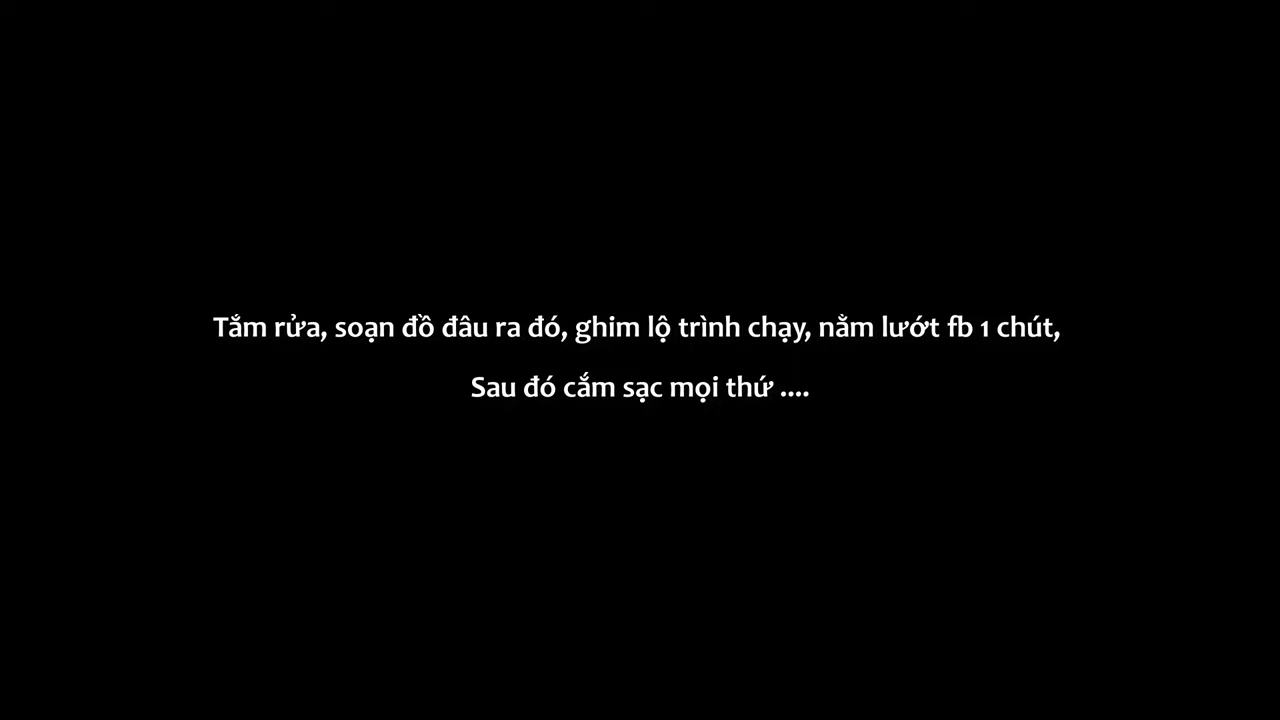 Tắm rửa, soạn đồ đâu ra đó, ghim lộ trình chạy, nằm lướt fb 1 chút,
Sau đó cắm sạc mọi thứ ....